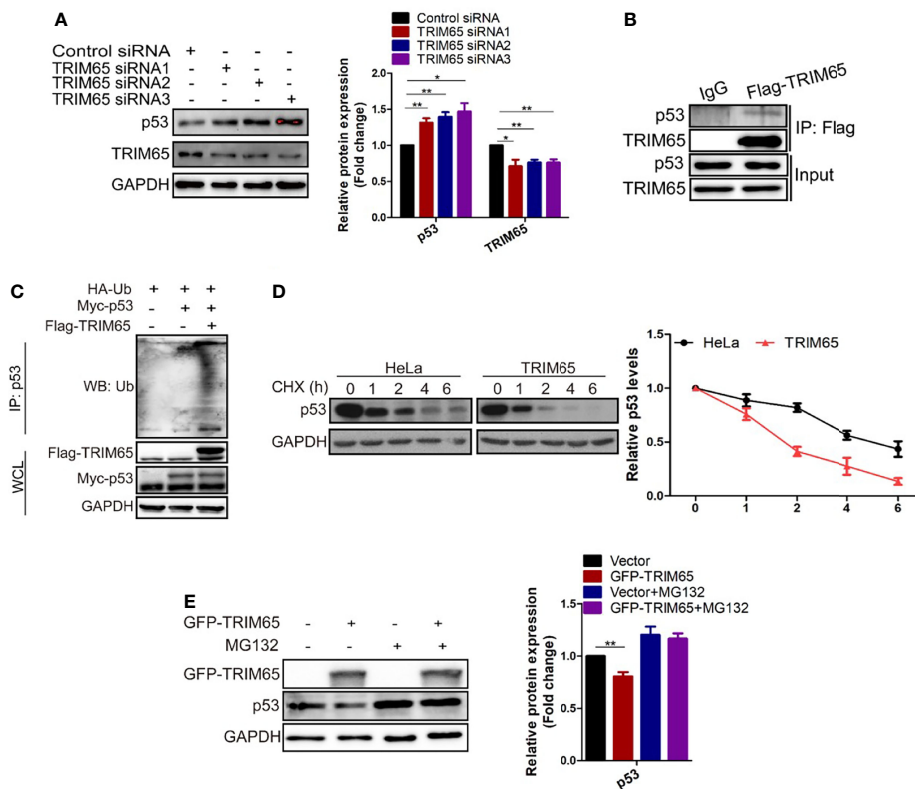 A
Control siRNA + - - -
TRIM65 siRNA1 - + - -
TRIM65 siRNA2 - - + -
TRIM65 siRNA3 - - - +
p53
TRIM65
GAPDH
Control siRNA
TRIM65 siRNA1
TRIM65 siRNA2
TRIM65 siRNA3
Relative protein expression
(Fold change)
2.0
1.5
1.0
0.5
0.0
*
**
**
**
**
*
p53
TRIM65
B
IgG
Flag-TRIM65
p53
TRIM65
IP: Flag
p53
TRIM65
Input
C
HA-Ub + + +
Myc-p53 - + +
Flag-TRIM65 - - +
IP: p53
WB: Ub
WCL
Flag-TRIM65
Myc-p53
GAPDH
D
HeLa TRIM65
CHX (h) 0 1 2 4 6 0 1 2 4 6
p53
GAPDH
HeLa TRIM65
Relative p53 levels
1.5
1.0
0.5
0.0
0 1 2 4 6
E
GFP-TRIM65 - + - +
MG132 - - + +
GFP-TRIM65
p53
GAPDH
Vector
GFP-TRIM65
Vector+MG132
GFP-TRIM65+MG132
Relative protein expression
(Fold change)
1.5
1.0
0.5
0.0
**
p53